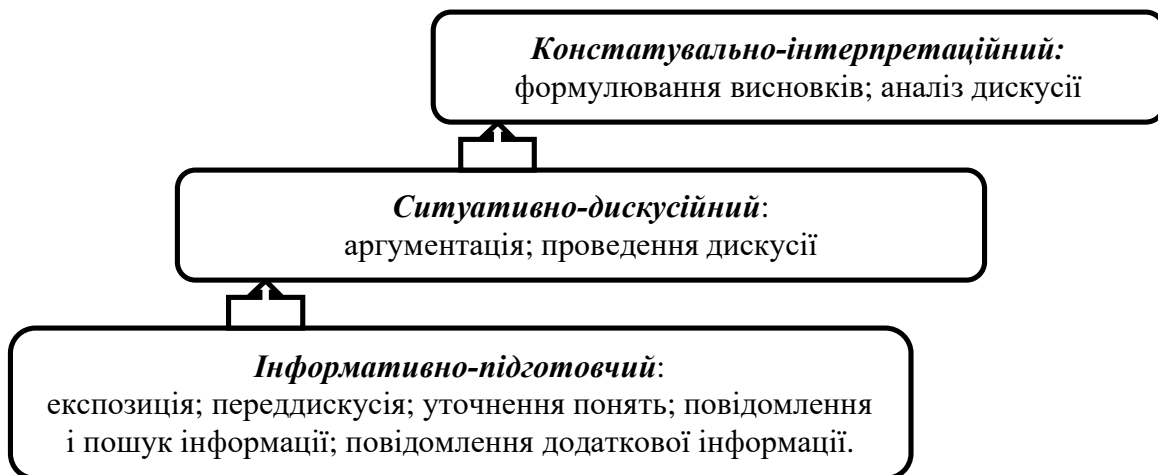 Констатувально-інтерпретаційний:
формулювання висновків; аналіз дискусії
Ситуативно-дискусійний:
аргументація; проведення дискусії
Інформативно-підготовчий:
експозиція; переддискусія; уточнення понять; повідомлення
і пошук інформації; повідомлення додаткової інформації.